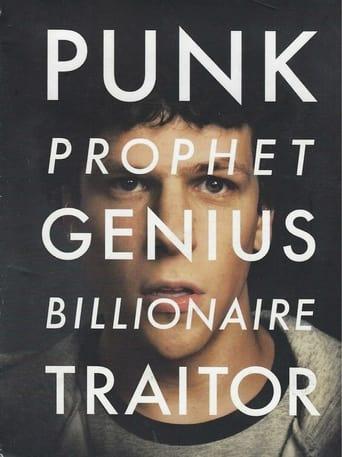 PUNK
PROPHET
GENIUS
BILLIONAIRE
TRAITOR